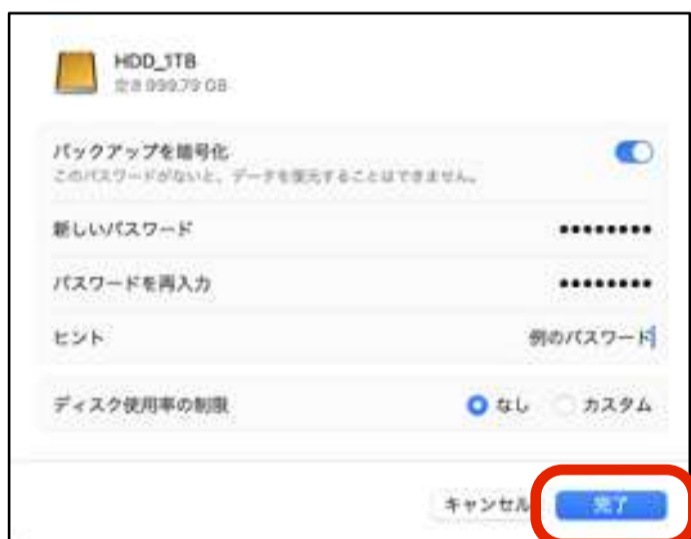 HDD_1TB
空き 999.79 GB
バックアップを暗号化
このパスワードがないと、データを復元することはできません。
新しいパスワード ••••••••
パスワードを再入力 ••••••••
ヒント 例のパスワード
ディスク使用率の制限 なし カスタム
キャンセル 完了